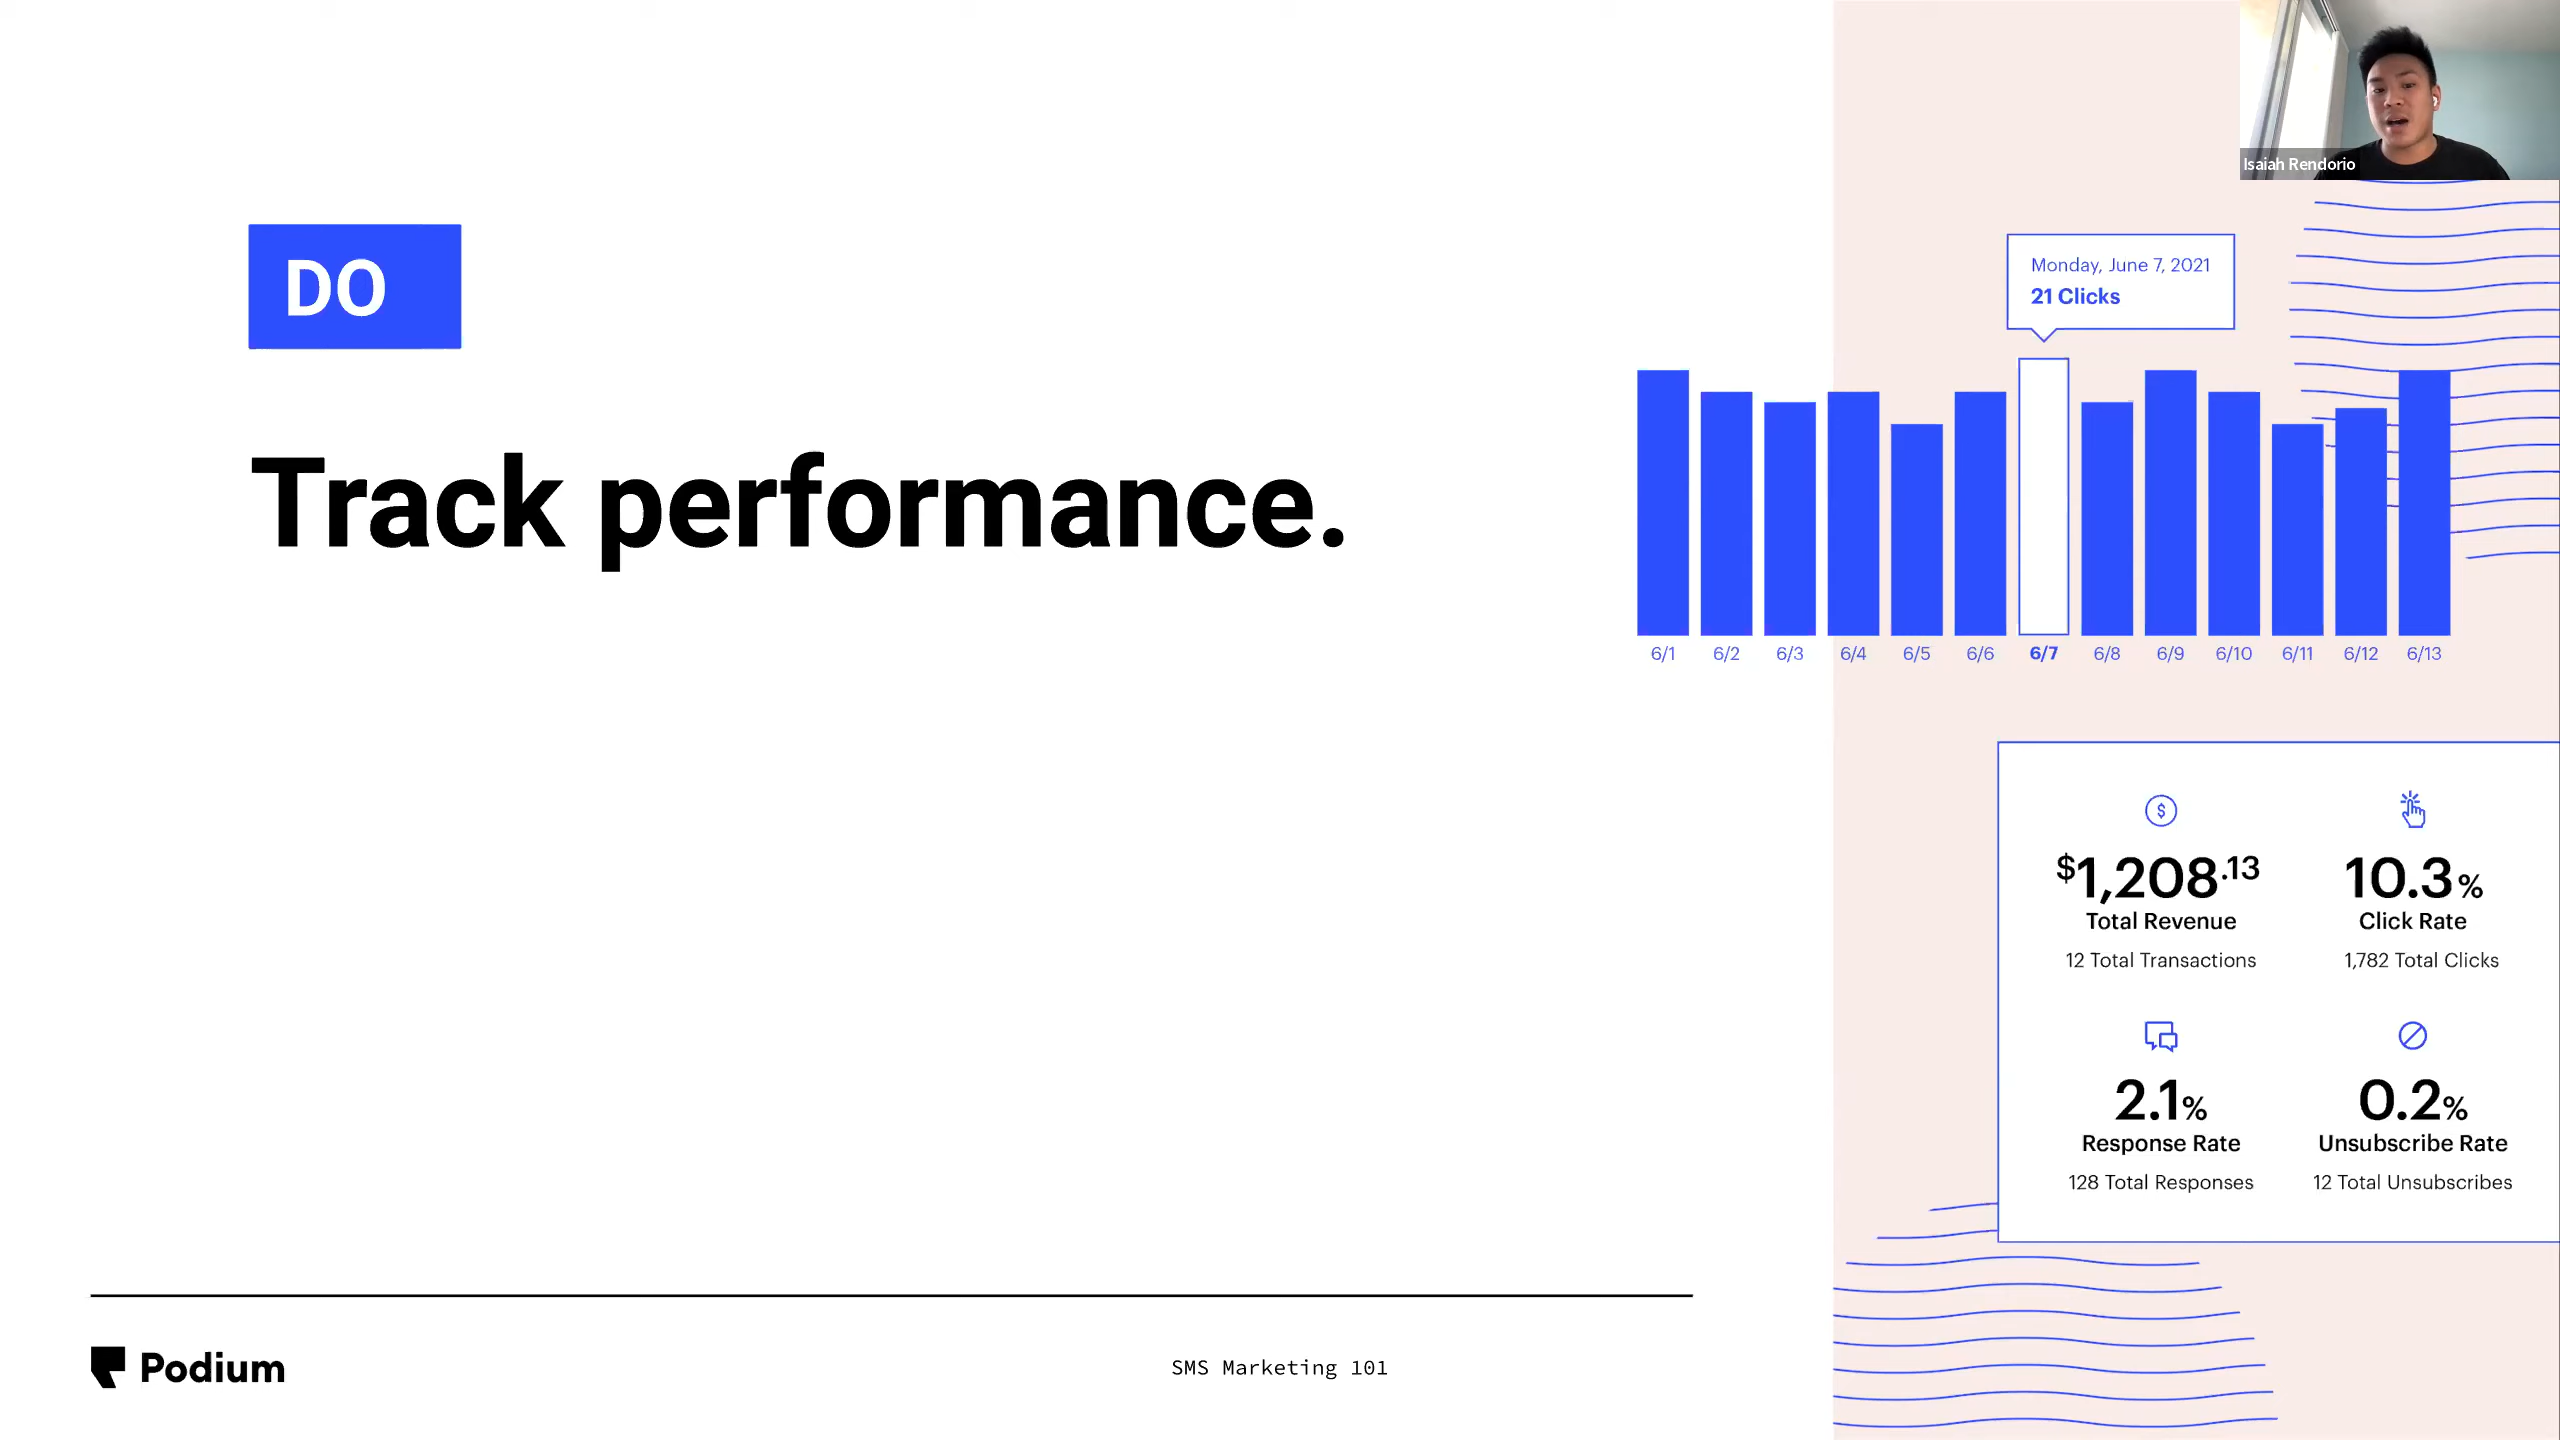 Isaiah Rendorio
DO
Track performance.
Monday, June 7, 2021
21 Clicks
6/1 6/2 6/3 6/4 6/5 6/6 6/7 6/8 6/9 6/10 6/11 6/12 6/13
$1,208.13 10.3%
Total Revenue Click Rate
12 Total Transactions 1,782 Total Clicks
2.1% 0.2%
Response Rate Unsubscribe Rate
128 Total Responses 12 Total Unsubscribes
Podium
SMS Marketing 101